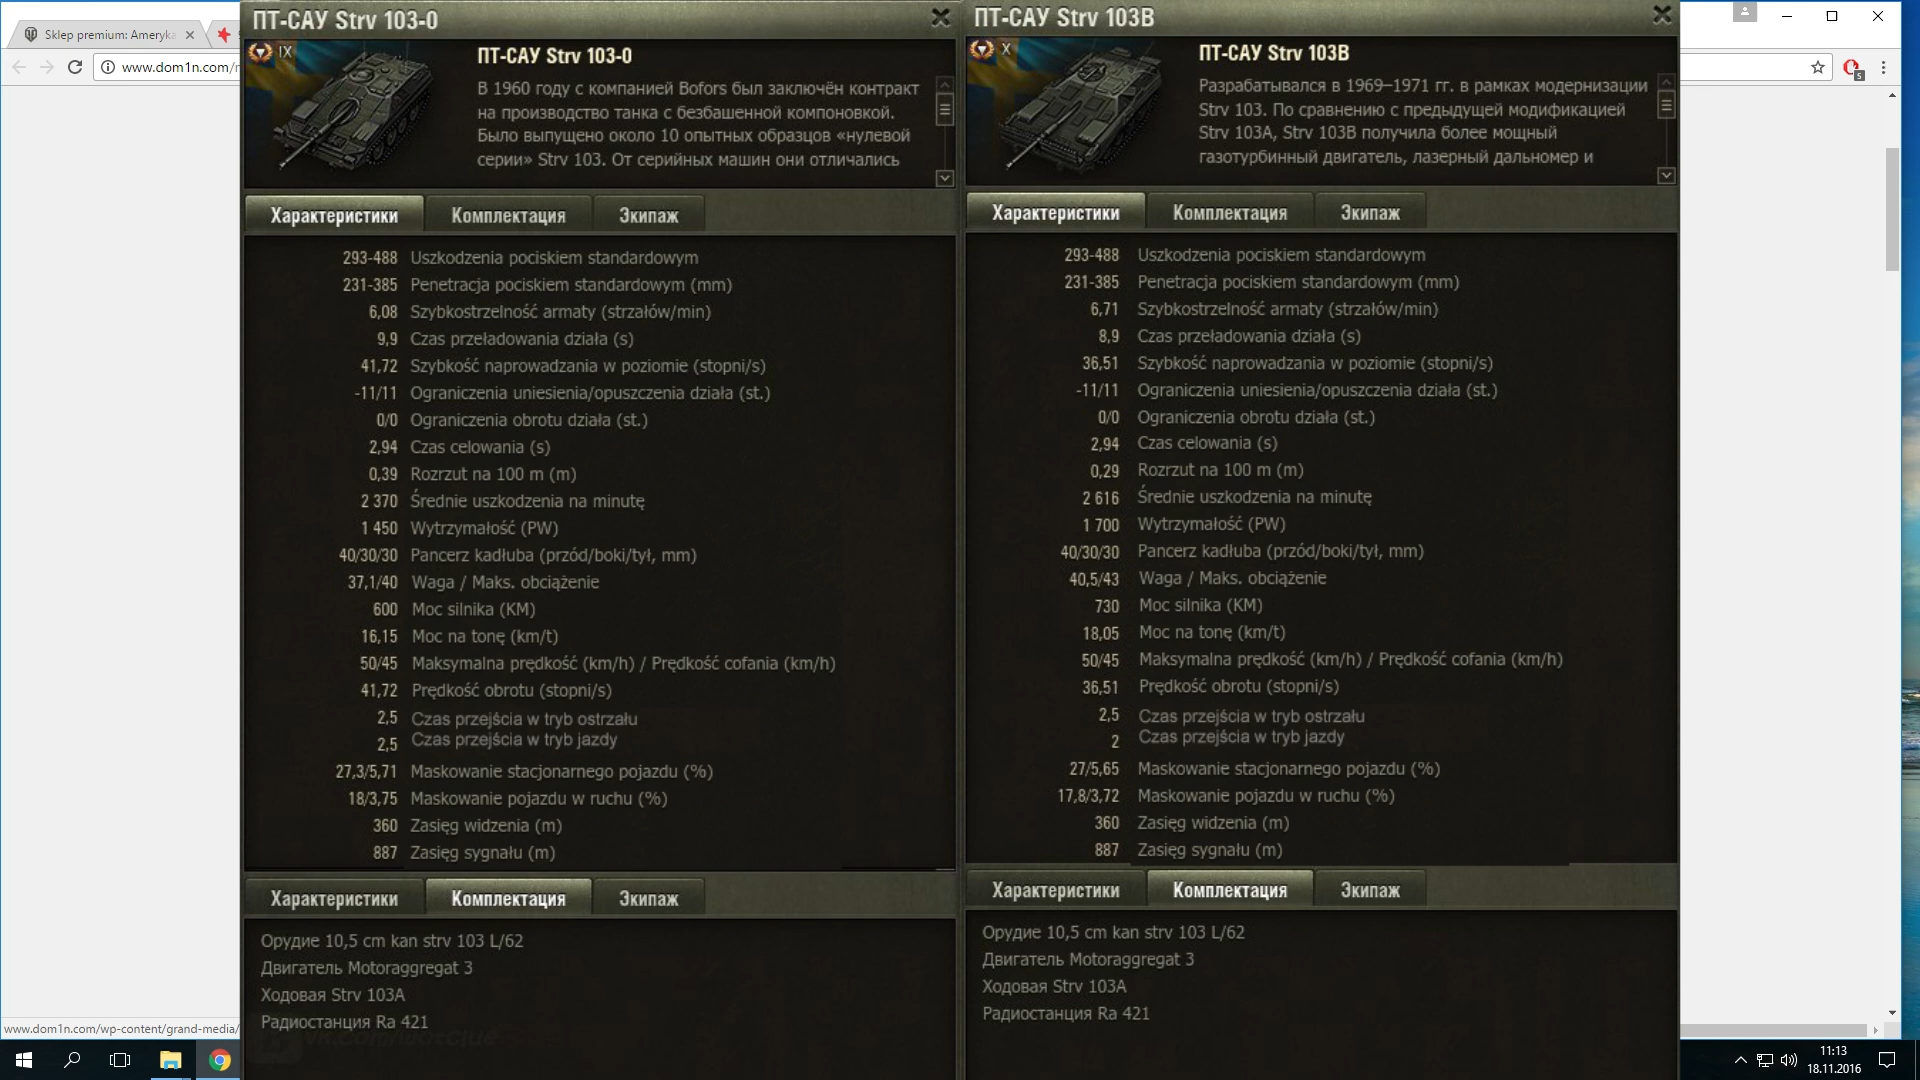 Sklep premium: Ameryka
www.dom1n.com/
5
ПТ-САУ Strv 103-0
IX
ПТ-САУ Strv 103-0
В 1960 году с компанией Bofors был заключён контракт
на производство танка с безбашенной компоновкой.
Было выпущено около 10 опытных образцов «нулевой
серии» Strv 103. От серийных машин они отличались
Характеристики Комплектация Экипаж
293-488 Uszkodzenia pociskiem standardowym
231-385 Penetracja pociskiem standardowym (mm)
6,08 Szybkostrzelność armaty (strzałów/min)
9,9 Czas przeładowania działa (s)
41,72 Szybkość naprowadzania w poziomie (stopni/s)
-11/11 Ograniczenia uniesienia/opuszczenia działa (st.)
0/0 Ograniczenia obrotu działa (st.)
2,94 Czas celowania (s)
0,39 Rozrzut na 100 m (m)
2 370 Średnie uszkodzenia na minutę
1 450 Wytrzymałość (PW)
40/30/30 Pancerz kadłuba (przód/boki/tył, mm)
37,1/40 Waga / Maks. obciążenie
600 Moc silnika (KM)
16,15 Moc na tonę (km/t)
50/45 Maksymalna prędkość (km/h) / Prędkość cofania (km/h)
41,72 Prędkość obrotu (stopni/s)
2,5 Czas przejścia w tryb ostrzału
2,5 Czas przejścia w tryb jazdy
27,3/5,71 Maskowanie stacjonarnego pojazdu (%)
18/3,75 Maskowanie pojazdu w ruchu (%)
360 Zasięg widzenia (m)
887 Zasięg sygnału (m)
Характеристики Комплектация Экипаж
Орудие 10,5 cm kan strv 103 L/62
Двигатель Motoraggregat 3
Ходовая Strv 103A
Радиостанция Ra 421
ПТ-САУ Strv 103B
X
ПТ-САУ Strv 103B
Разрабатывался в 1969–1971 гг. в рамках модернизации
Strv 103. По сравнению с предыдущей модификацией
Strv 103A, Strv 103B получила более мощный
газотурбинный двигатель, лазерный дальномер и
Характеристики Комплектация Экипаж
293-488 Uszkodzenia pociskiem standardowym
231-385 Penetracja pociskiem standardowym (mm)
6,71 Szybkostrzelność armaty (strzałów/min)
8,9 Czas przeładowania działa (s)
36,51 Szybkość naprowadzania w poziomie (stopni/s)
-11/11 Ograniczenia uniesienia/opuszczenia działa (st.)
0/0 Ograniczenia obrotu działa (st.)
2,94 Czas celowania (s)
0,29 Rozrzut na 100 m (m)
2 616 Średnie uszkodzenia na minutę
1 700 Wytrzymałość (PW)
40/30/30 Pancerz kadłuba (przód/boki/tył, mm)
40,5/43 Waga / Maks. obciążenie
730 Moc silnika (KM)
18,05 Moc na tonę (km/t)
50/45 Maksymalna prędkość (km/h) / Prędkość cofania (km/h)
36,51 Prędkość obrotu (stopni/s)
2,5 Czas przejścia w tryb ostrzału
2 Czas przejścia w tryb jazdy
27/5,65 Maskowanie stacjonarnego pojazdu (%)
17,8/3,72 Maskowanie pojazdu w ruchu (%)
360 Zasięg widzenia (m)
887 Zasięg sygnału (m)
Характеристики Комплектация Экипаж
Орудие 10,5 cm kan strv 103 L/62
Двигатель Motoraggregat 3
Ходовая Strv 103A
Радиостанция Ra 421
www.dom1n.com/wp-content/grand-media/
11:13
18.11.2016